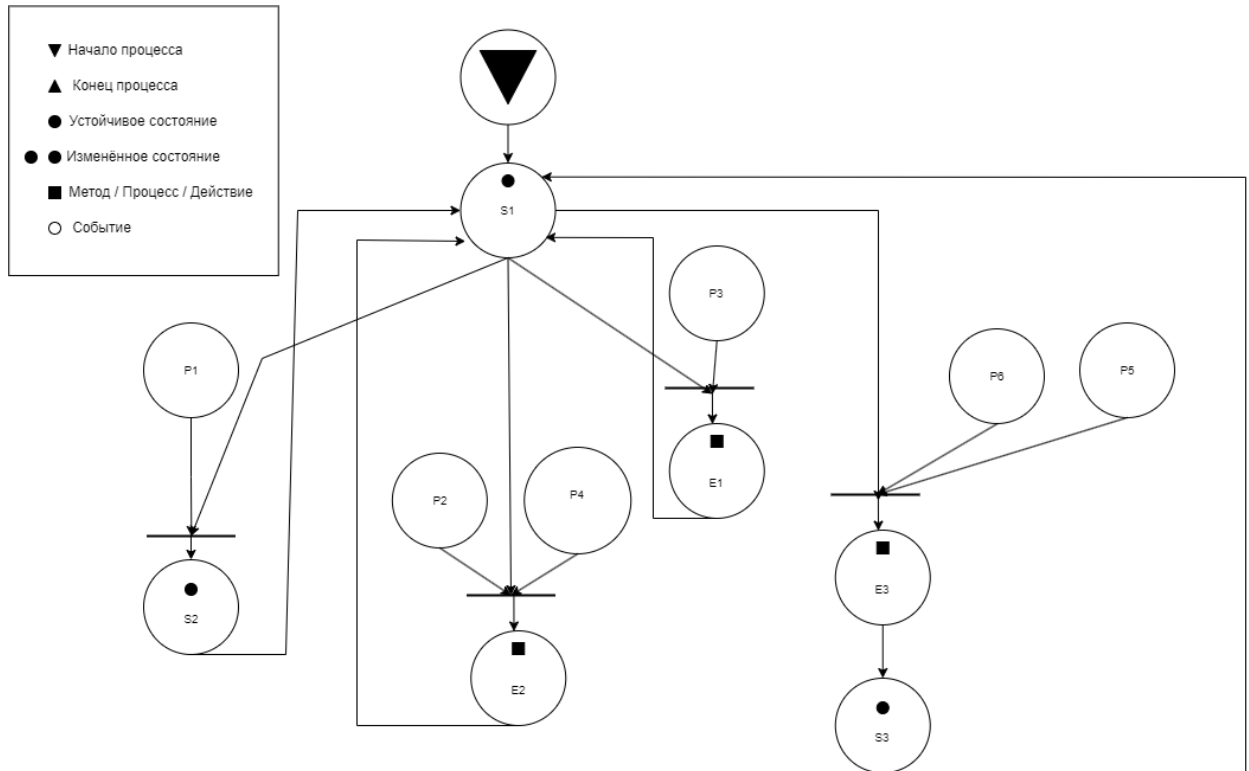 Начало процесса
Конец процесса
Устойчивое состояние
Изменённое состояние
Метод / Процесс / Действие
Событие
S1
P3
P1
P6
P5
E1
P2
P4
E3
S2
E2
S3